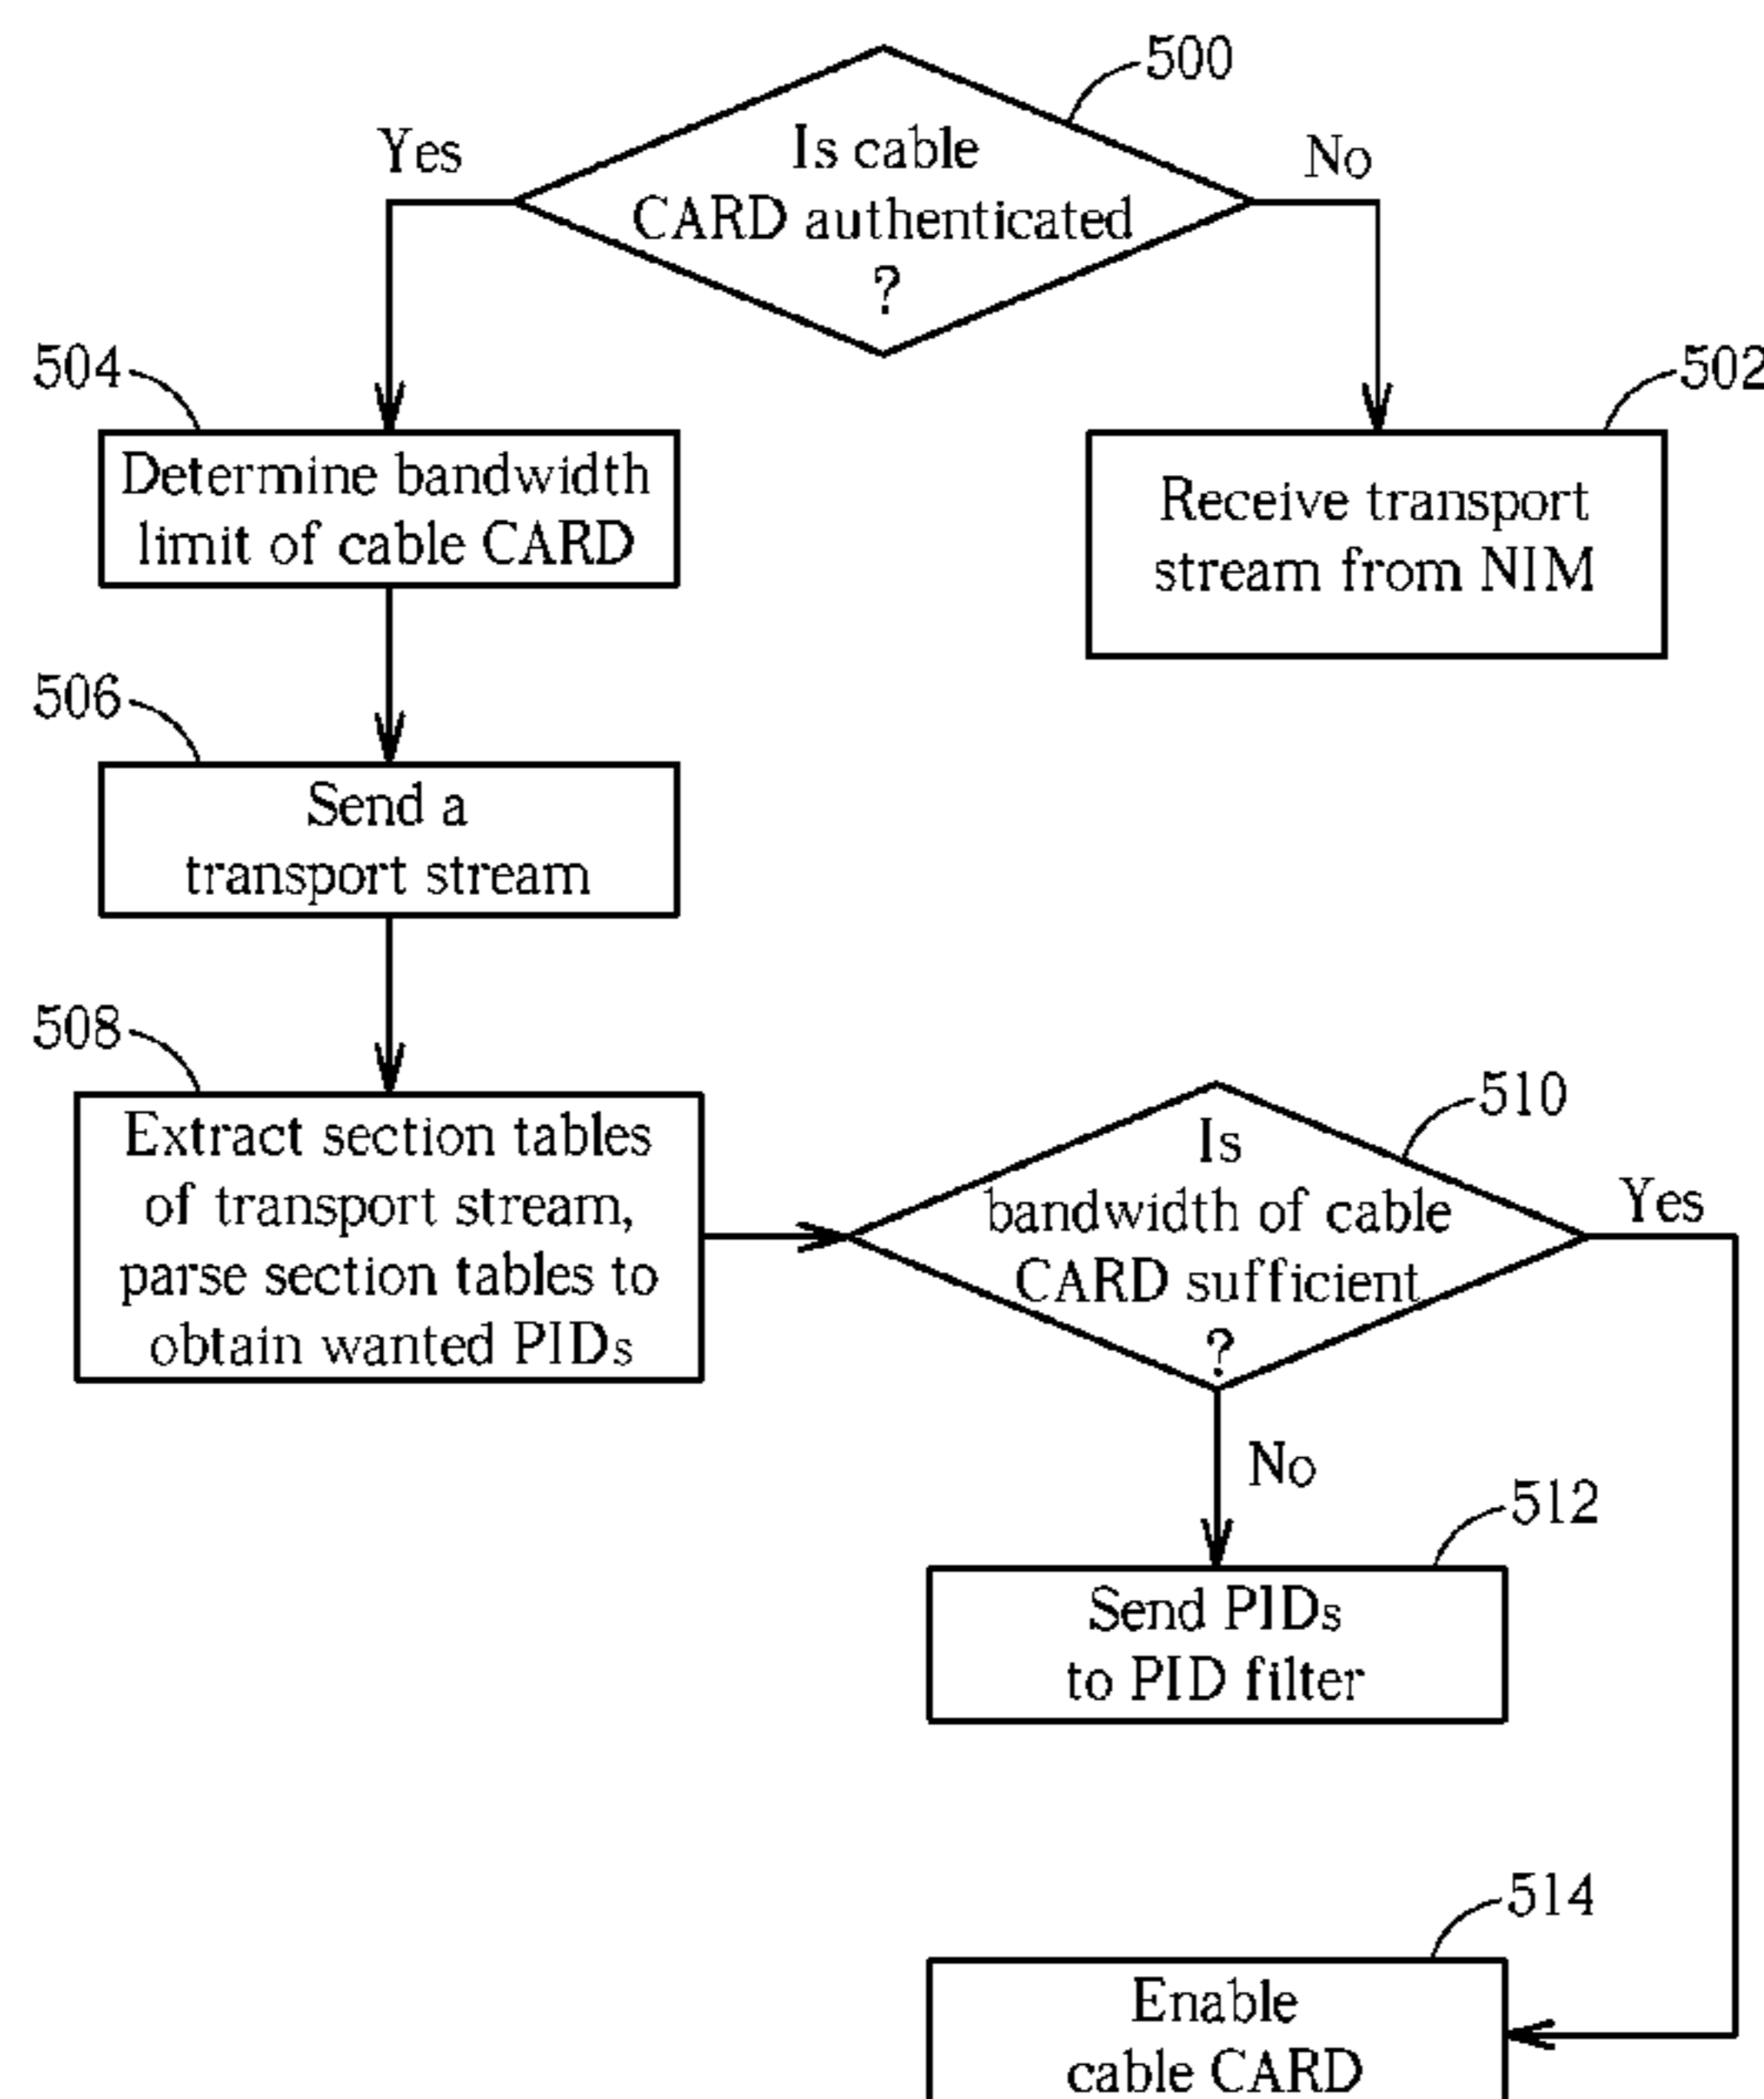 500
Is cable
CARD authenticated
?
Yes
No
504
Determine bandwidth
limit of cable CARD
502
Receive transport
stream from NIM
506
Send a
transport stream
508
Extract section tables
of transport stream,
parse section tables to
obtain wanted PIDs
510
Is
bandwidth of cable
CARD sufficient
?
Yes
No
512
Send PIDs
to PID filter
514
Enable
cable CARD